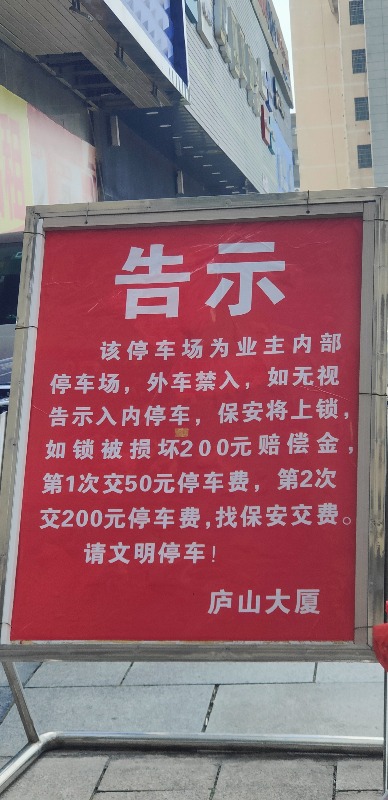 告示
该停车场为业主内部
停车场，外车禁入，如无视
告示入内停车，保安将上锁，
如锁被损坏200元赔偿金，
第1次交50元停车费，第2次
交200元停车费，找保安交费。
请文明停车！
庐山大厦